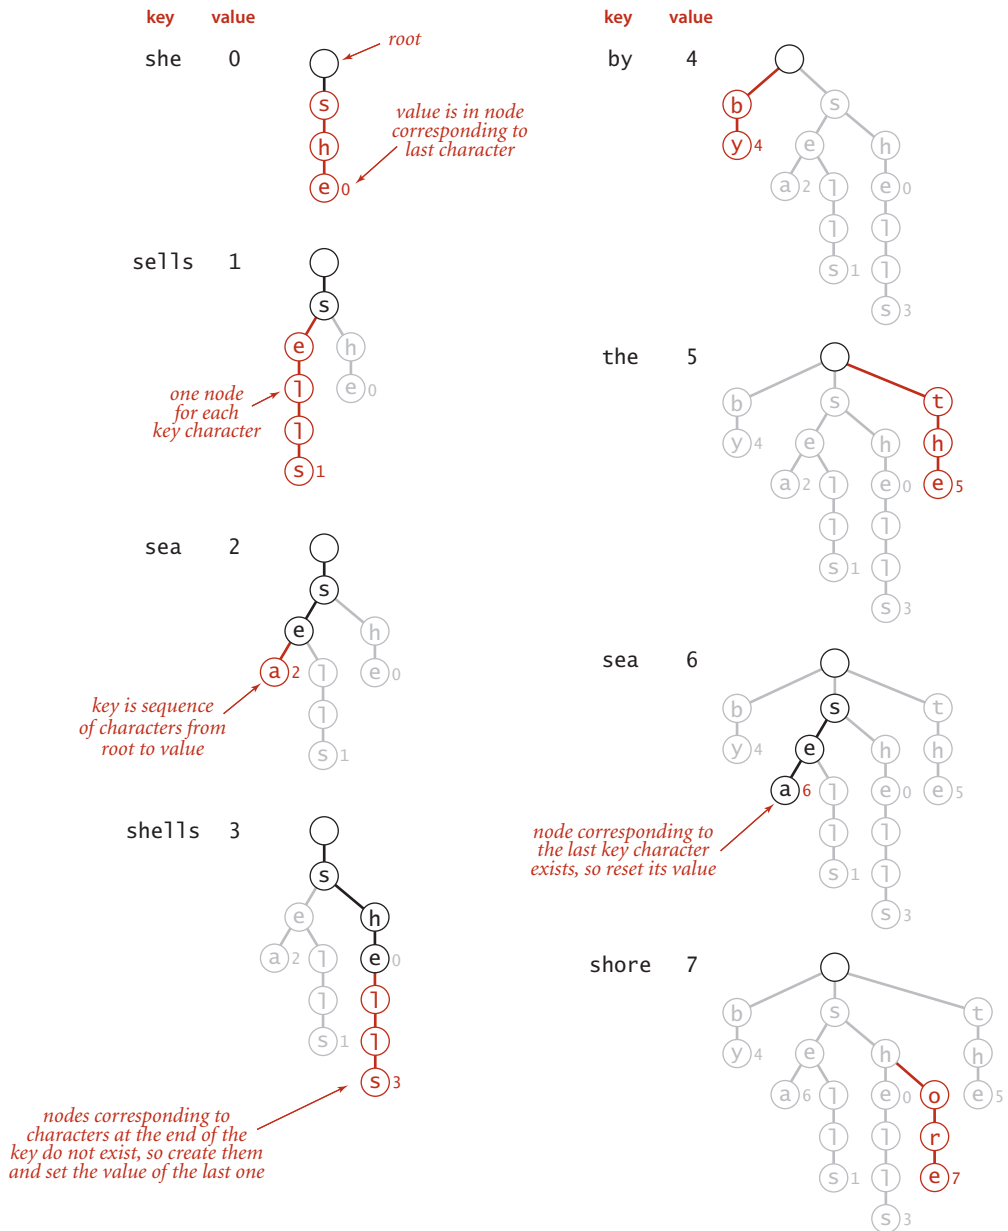 key value
she 0
root
s
h
e 0
value is in node
corresponding to
last character
sells 1
s
e h
l e 0
l
s 1
one node
for each
key character
sea 2
s
e h
a 2 l e 0
l
s 1
key is sequence
of characters from
root to value
shells 3
s
e h
a 2 l e 0
l l
s 1 l
s 3
nodes corresponding to
characters at the end of the
key do not exist, so create them
and set the value of the last one
key value
by 4
b s
y 4 e h
a 2 l e 0
l l
s 1 l
s 3
the 5
b s t
y 4 e h h
a 2 l e 0 e 5
l l
s 1 l
s 3
sea 6
b s t
y 4 e h h
a 6 l e 0 e 5
l l
s 1 l
s 3
node corresponding to
the last key character
exists, so reset its value
shore 7
b s t
y 4 e h h
a 6 l e 0 o e 5
l l r
s 1 l e 7
s 3